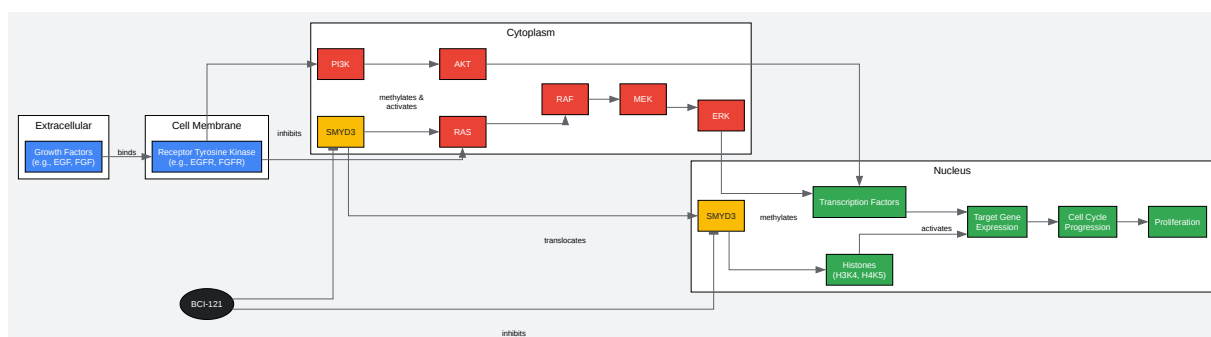 Cytoplasm
PI3K
AKT
methylates &
activates
RAF
MEK
ERK
SMYD3
RAS
inhibits
Extracellular
Growth Factors
(e.g., EGF, FGF)
binds
Cell Membrane
Receptor Tyrosine Kinase
(e.g., EGFR, FGFR)
Nucleus
SMYD3
methylates
Transcription Factors
Target Gene
Expression
Cell Cycle
Progression
Proliferation
activates
Histones
(H3K4, H4K5)
translocates
BCI-121
inhibits